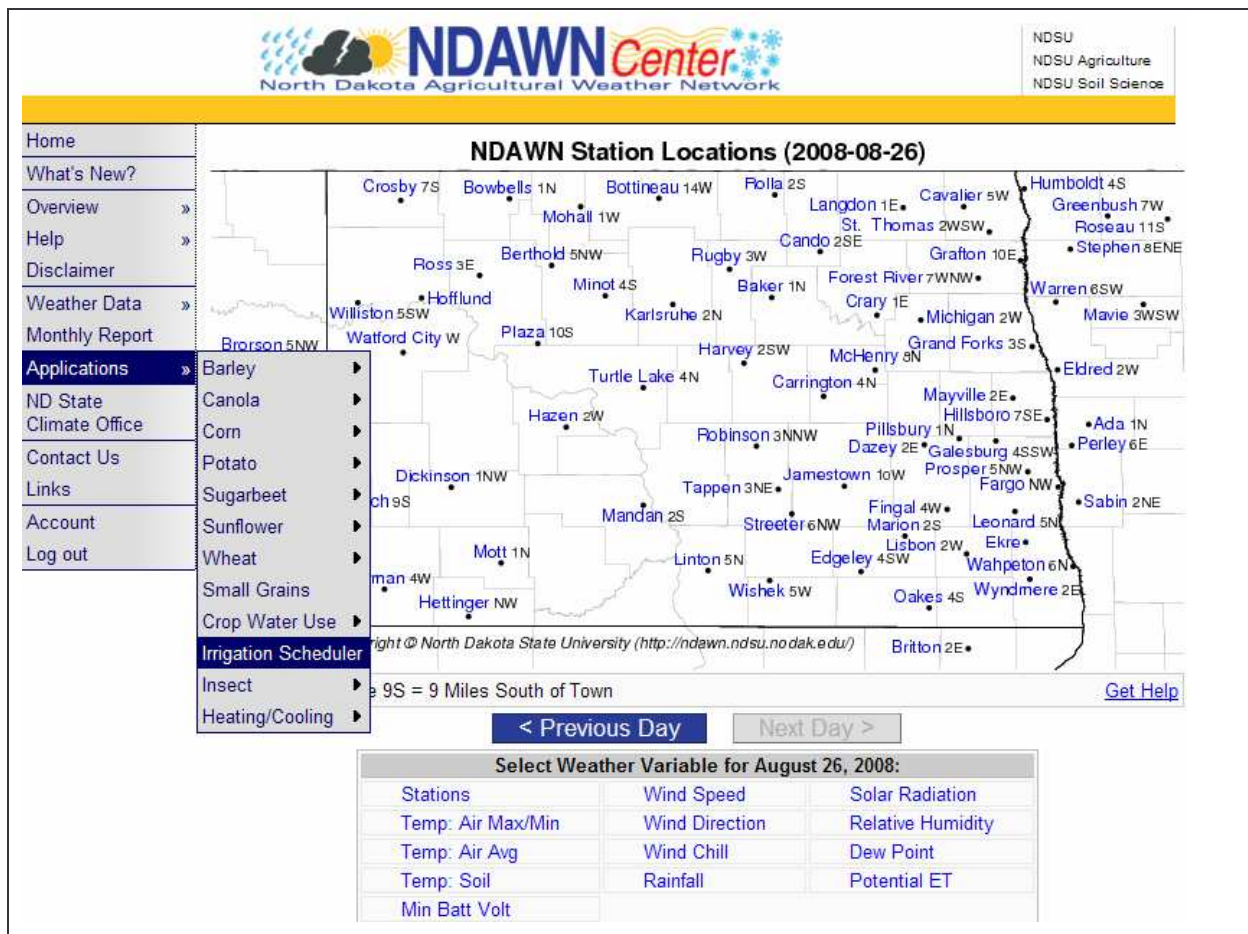 NDAWN Center
North Dakota Agricultural Weather Network
NDSU
NDSU Agriculture
NDSU Soil Science
Home
What's New?
Overview »
Help »
Disclaimer
Weather Data »
Monthly Report
Applications »
ND State
Climate Office
Contact Us
Links
Account
Log out
Barley
Canola
Corn
Potato
Sugarbeet
Sunflower
Wheat
Small Grains
Crop Water Use
Irrigation Scheduler
Insect
Heating/Cooling
NDAWN Station Locations (2008-08-26)
Crosby 7S
Bowbells 1N
Bottineau 14W
Rolla 2S
Langdon 1E
Cavalier 5W
Humboldt 4S
Greenbush 7W
Mohall 1W
St. Thomas 2WSW
Roseau 11S
Cando 2SE
Stephen 8ENE
Berthold 5NW
Rugby 3W
Grafton 10E
Ross 3E
Forest River 7WNW
Minot 4S
Baker 1N
Warren 6SW
Hofflund
Crary 1E
Williston 5SW
Karlsruhe 2N
Michigan 2W
Mavie 3WSW
Brorson 5NW
Watford City W
Plaza 10S
Harvey 2SW
McHenry 8N
Grand Forks 3S
Eldred 2W
Turtle Lake 4N
Carrington 4N
Mayville 2E
Hazen 2W
Hillsboro 7SE
Robinson 3NNW
Pillsbury 1N
Ada 1N
Dazey 2E
Galesburg 4SSW
Perley 6E
Dickinson 1NW
Jamestown 10W
Prosper 5NW
Tappen 3NE
Fargo NW
ch 9S
Mandan 2S
Fingal 4W
Sabin 2NE
Streeter 6NW
Marion 2S
Leonard 5N
Mott 1N
Linton 5N
Edgeley 4SW
Lisbon 2W
Ekre
Wahpeton 6N
rnan 4W
Hettinger NW
Wishek 5W
Oakes 4S
Wyndmere 2E
right © North Dakota State University (http://ndawn.ndsu.nodak.edu/)
Britton 2E
e 9S = 9 Miles South of Town
Get Help
< Previous Day
Next Day >
Select Weather Variable for August 26, 2008:
Stations Wind Speed Solar Radiation
Temp: Air Max/Min Wind Direction Relative Humidity
Temp: Air Avg Wind Chill Dew Point
Temp: Soil Rainfall Potential ET
Min Batt Volt